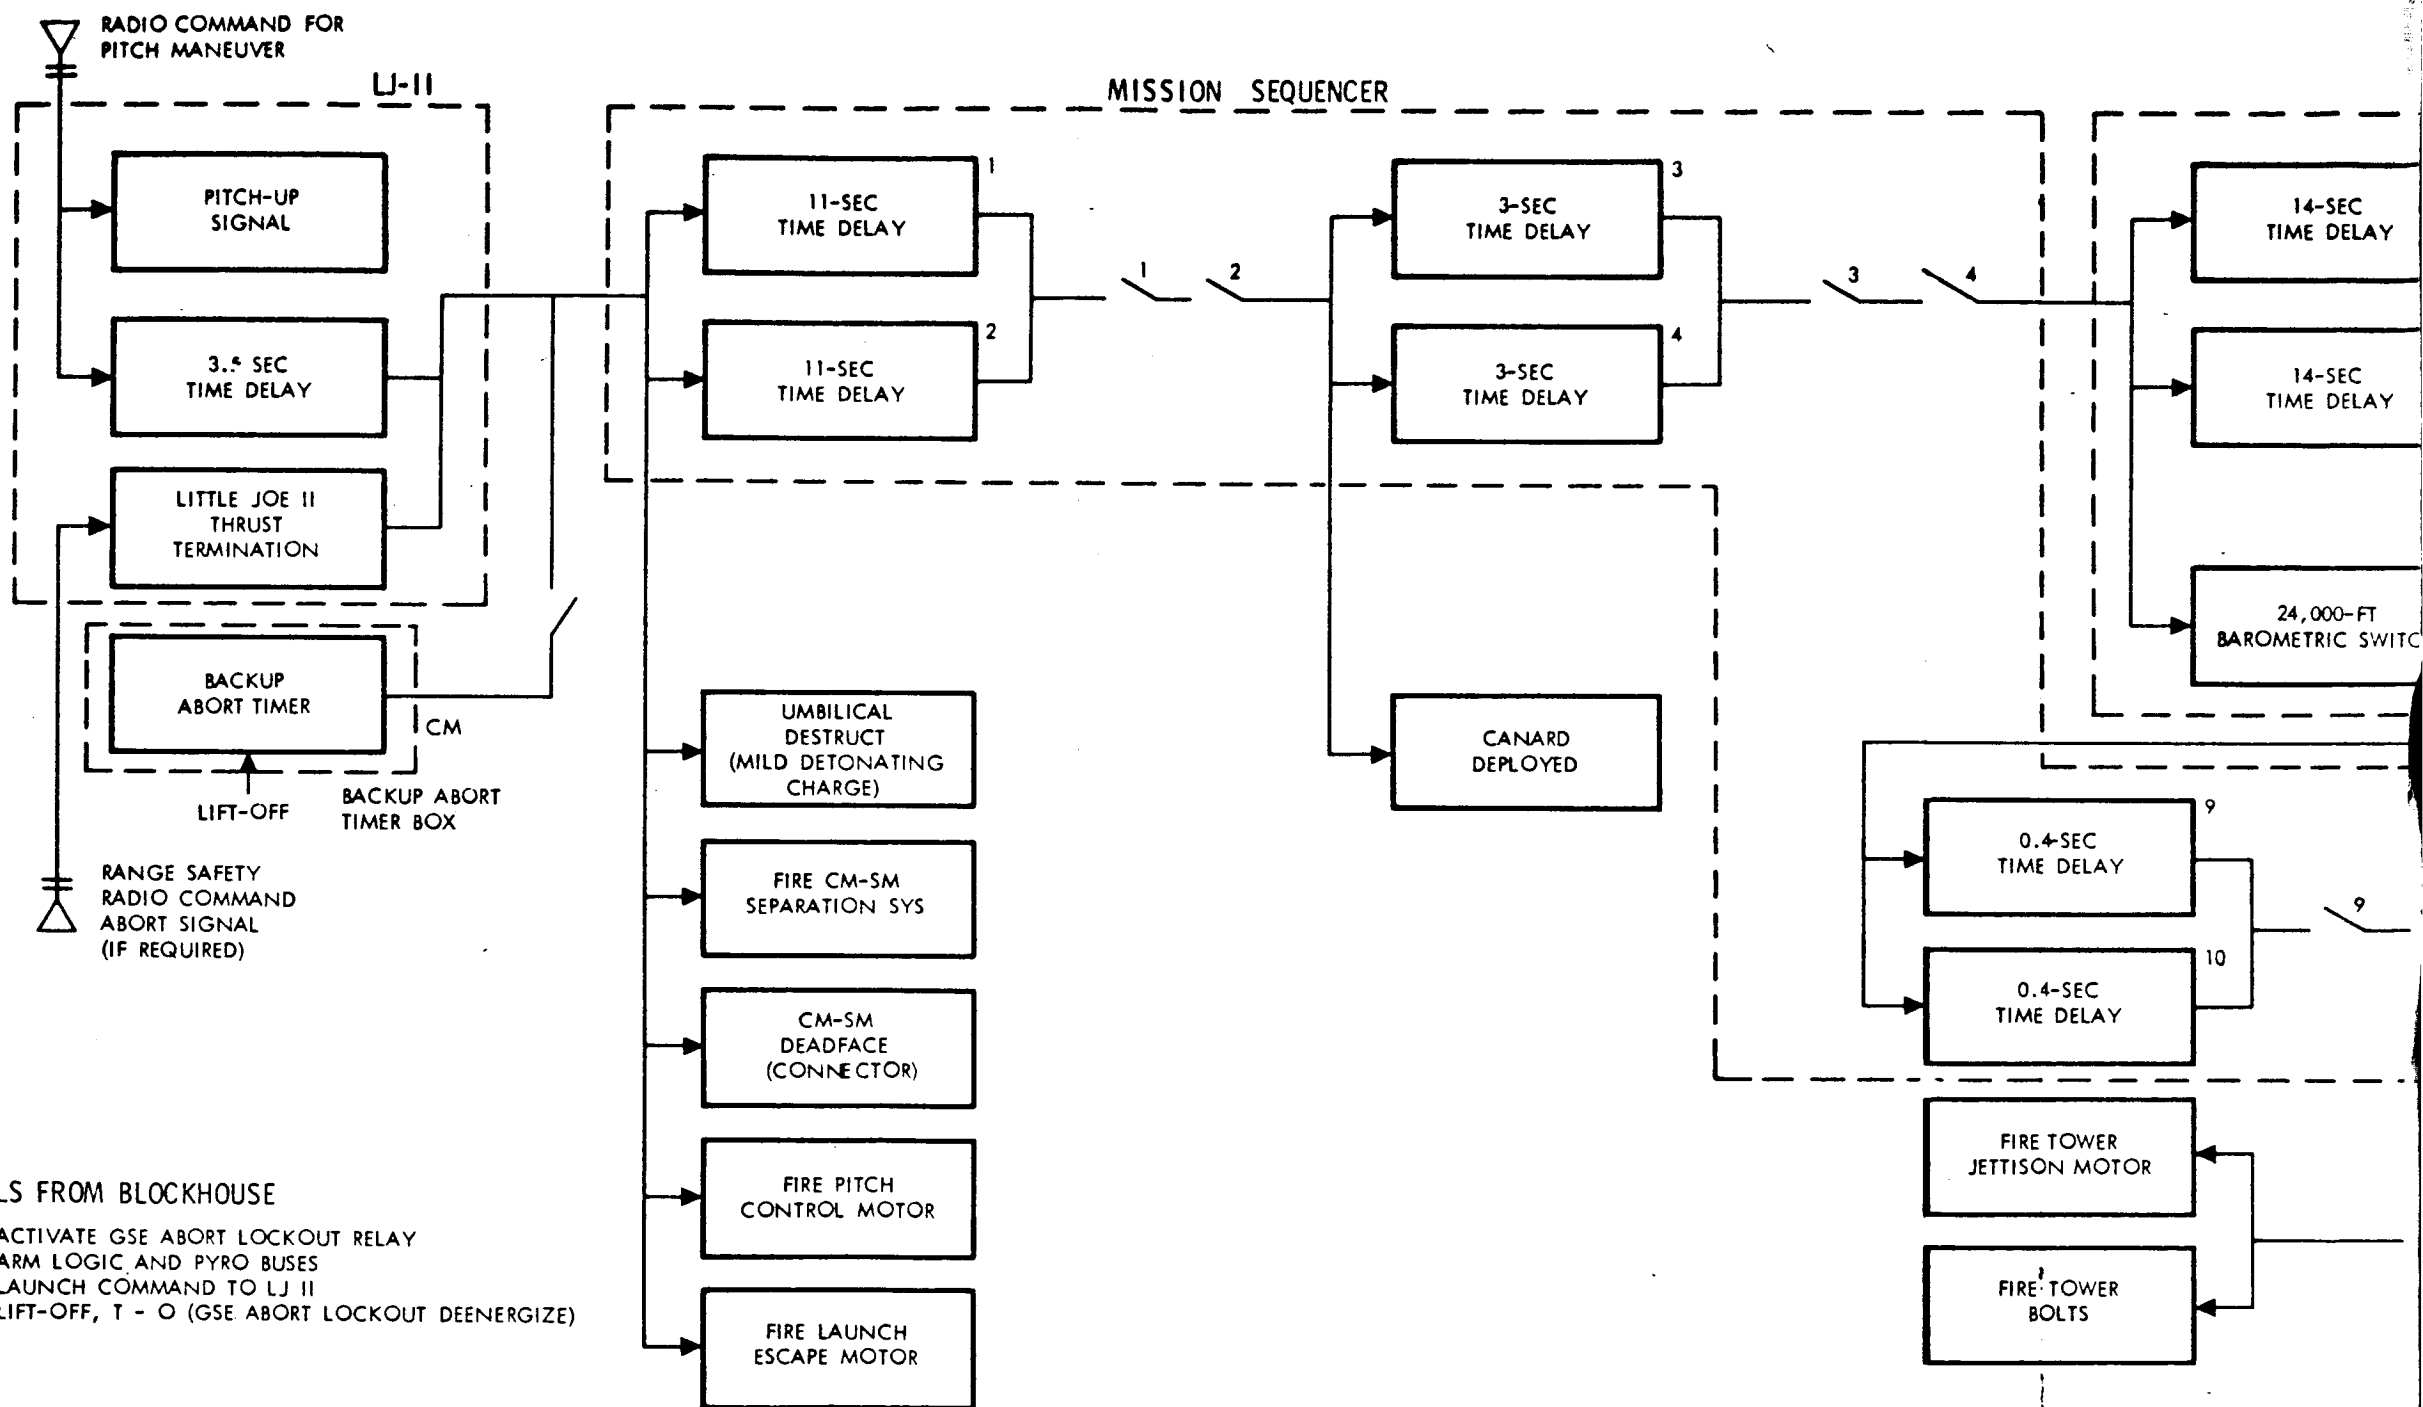 RADIO COMMAND FOR
PITCH MANEUVER
LJ-II
MISSION SEQUENCER
PITCH-UP
SIGNAL
SEC
TIME DELAY
LITTLE JOE II
THRUST
TERMINATION
BACKUP
ABORT TIMER
CM
LIFT-OFF
BACKUP ABORT
TIMER BOX
RANGE SAFETY
RADIO COMMAND
ABORT SIGNAL
(IF REQUIRED)
11-SEC
TIME DELAY
1
11-SEC
TIME DELAY
2
1
2
UMBILICAL
DESTRUCT
(MILD DETONATING
CHARGE)
FIRE CM-SM
SEPARATION SYS
CM-SM
DEADFACE
(CONNECTOR)
FIRE PITCH
CONTROL MOTOR
FIRE LAUNCH
ESCAPE MOTOR
3-SEC
TIME DELAY
3
3-SEC
TIME DELAY
4
3
4
CANARD
DEPLOYED
14-SEC
TIME DELAY
14-SEC
TIME DELAY
24,000-FT
BAROMETRIC SWITC
0.4-SEC
TIME DELAY
9
0.4-SEC
TIME DELAY
10
9
FIRE TOWER
JETTISON MOTOR
FIRE TOWER
BOLTS
LS FROM BLOCKHOUSE
ACTIVATE GSE ABORT LOCKOUT RELAY
ARM LOGIC AND PYRO BUSES
LAUNCH COMMAND TO LJ II
LIFT-OFF, T - O (GSE ABORT LOCKOUT DEENERGIZE)